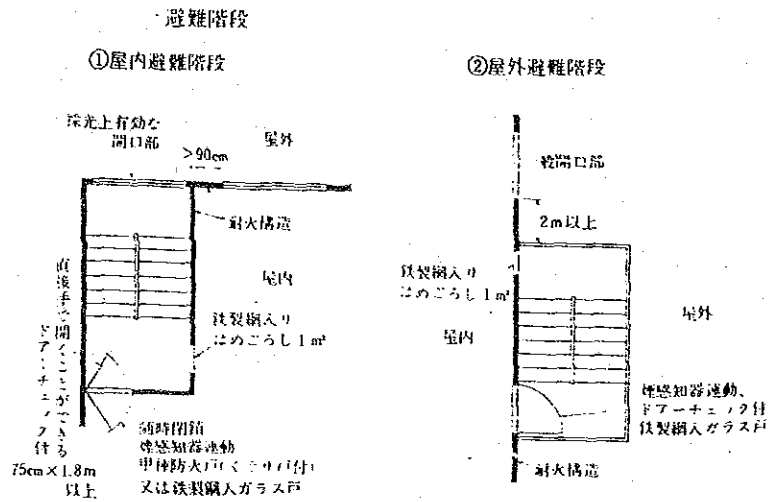 避難階段
①屋内避難階段
②屋外避難階段
採光上有効な
開口部
>90cm
屋外
耐火構造
屋内
鉄製網入り
はめごろし1㎡
直接手で開くことができる
ドアーチェック付
75cm×1.8m
以上
随時閉鎖
煙感知器連動
甲種防火戸(くぐり戸付)
又は鉄製網入ガラス戸
般開口部
2m以上
鉄製網入り
はめごろし1㎡
屋内
屋外
煙感知器連動、
ドアーチェック付
鉄製網入ガラス戸
耐火構造